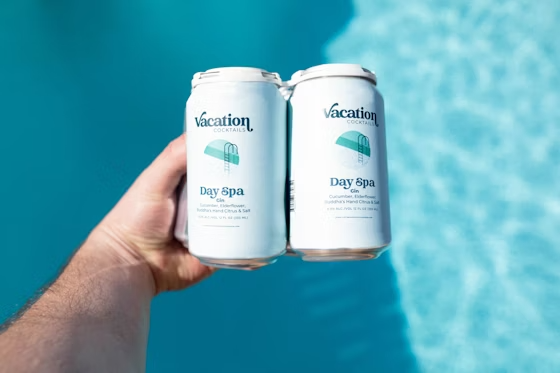 Vacation
COCKTAILS
Day Spa
Gin
Cucumber, Elderflower,
Buddha's Hand Citrus & Salt
Vacation
COCKTAILS
Day Spa
Gin
Cucumber, Elderflower,
Buddha's Hand Citrus & Salt